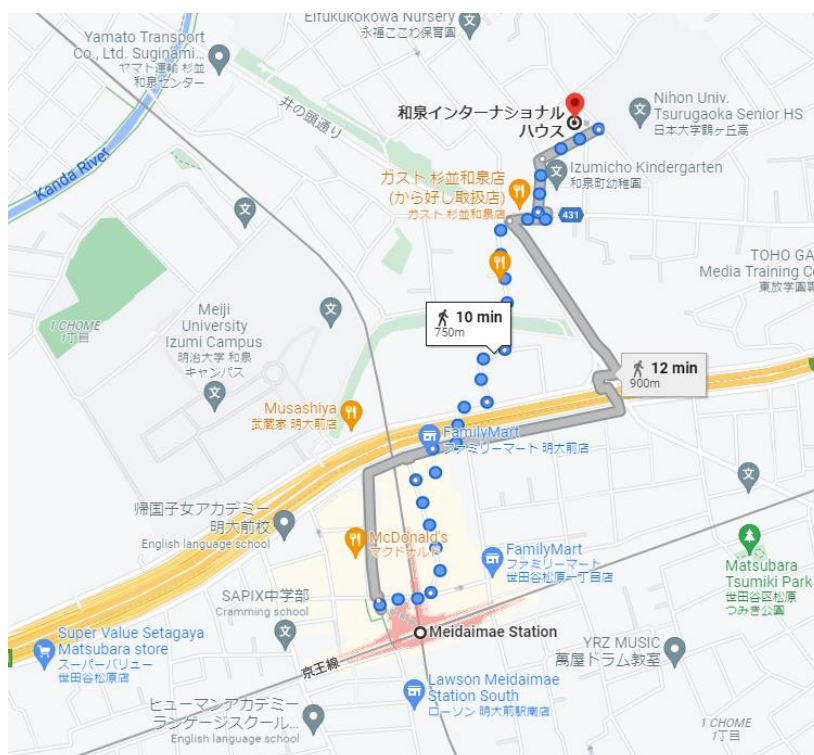 Eifukukokowa Nursery
永福ここわ保育園
Yamato Transport
Co., Ltd. Suginami...
ヤマト運輸 杉並
和泉センター
井の頭通り
和泉インターナショナル
ハウス
Nihon Univ.
Tsurugaoka Senior HS
日本大学鶴ヶ丘高
Kanda River
ガスト 杉並和泉店
(から好し取扱店)
ガスト 杉並和泉店
Izumicho Kindergarten
和泉町幼稚園
431
TOHO GA
Media Training Co
東放学園専
1 CHOME
1丁目
Meiji
University
Izumi Campus
明治大学 和泉
キャンパス
10 min
750m
12 min
900m
Musashiya
武蔵家 明大前店
FamilyMart
ファミリーマート 明大前店
帰国子女アカデミー
明大前校
English language school
McDonald's
マクドナルド
FamilyMart
ファミリーマート
世田谷松原一丁目店
Matsubara
Tsumiki Park
世田谷区松原
つみき公園
SAPIX中学部
Cramming school
Super Value Setagaya
Matsubara store
スーパーバリュー
世田谷松原店
京王線
Meidaimae Station
YRZ MUSIC
萬屋ドラム教室
Lawson Meidaimae
Station South
ローソン 明大前駅南店
ヒューマンアカデミー
ランゲージスクール...
English language school
1 CHOME
1丁目